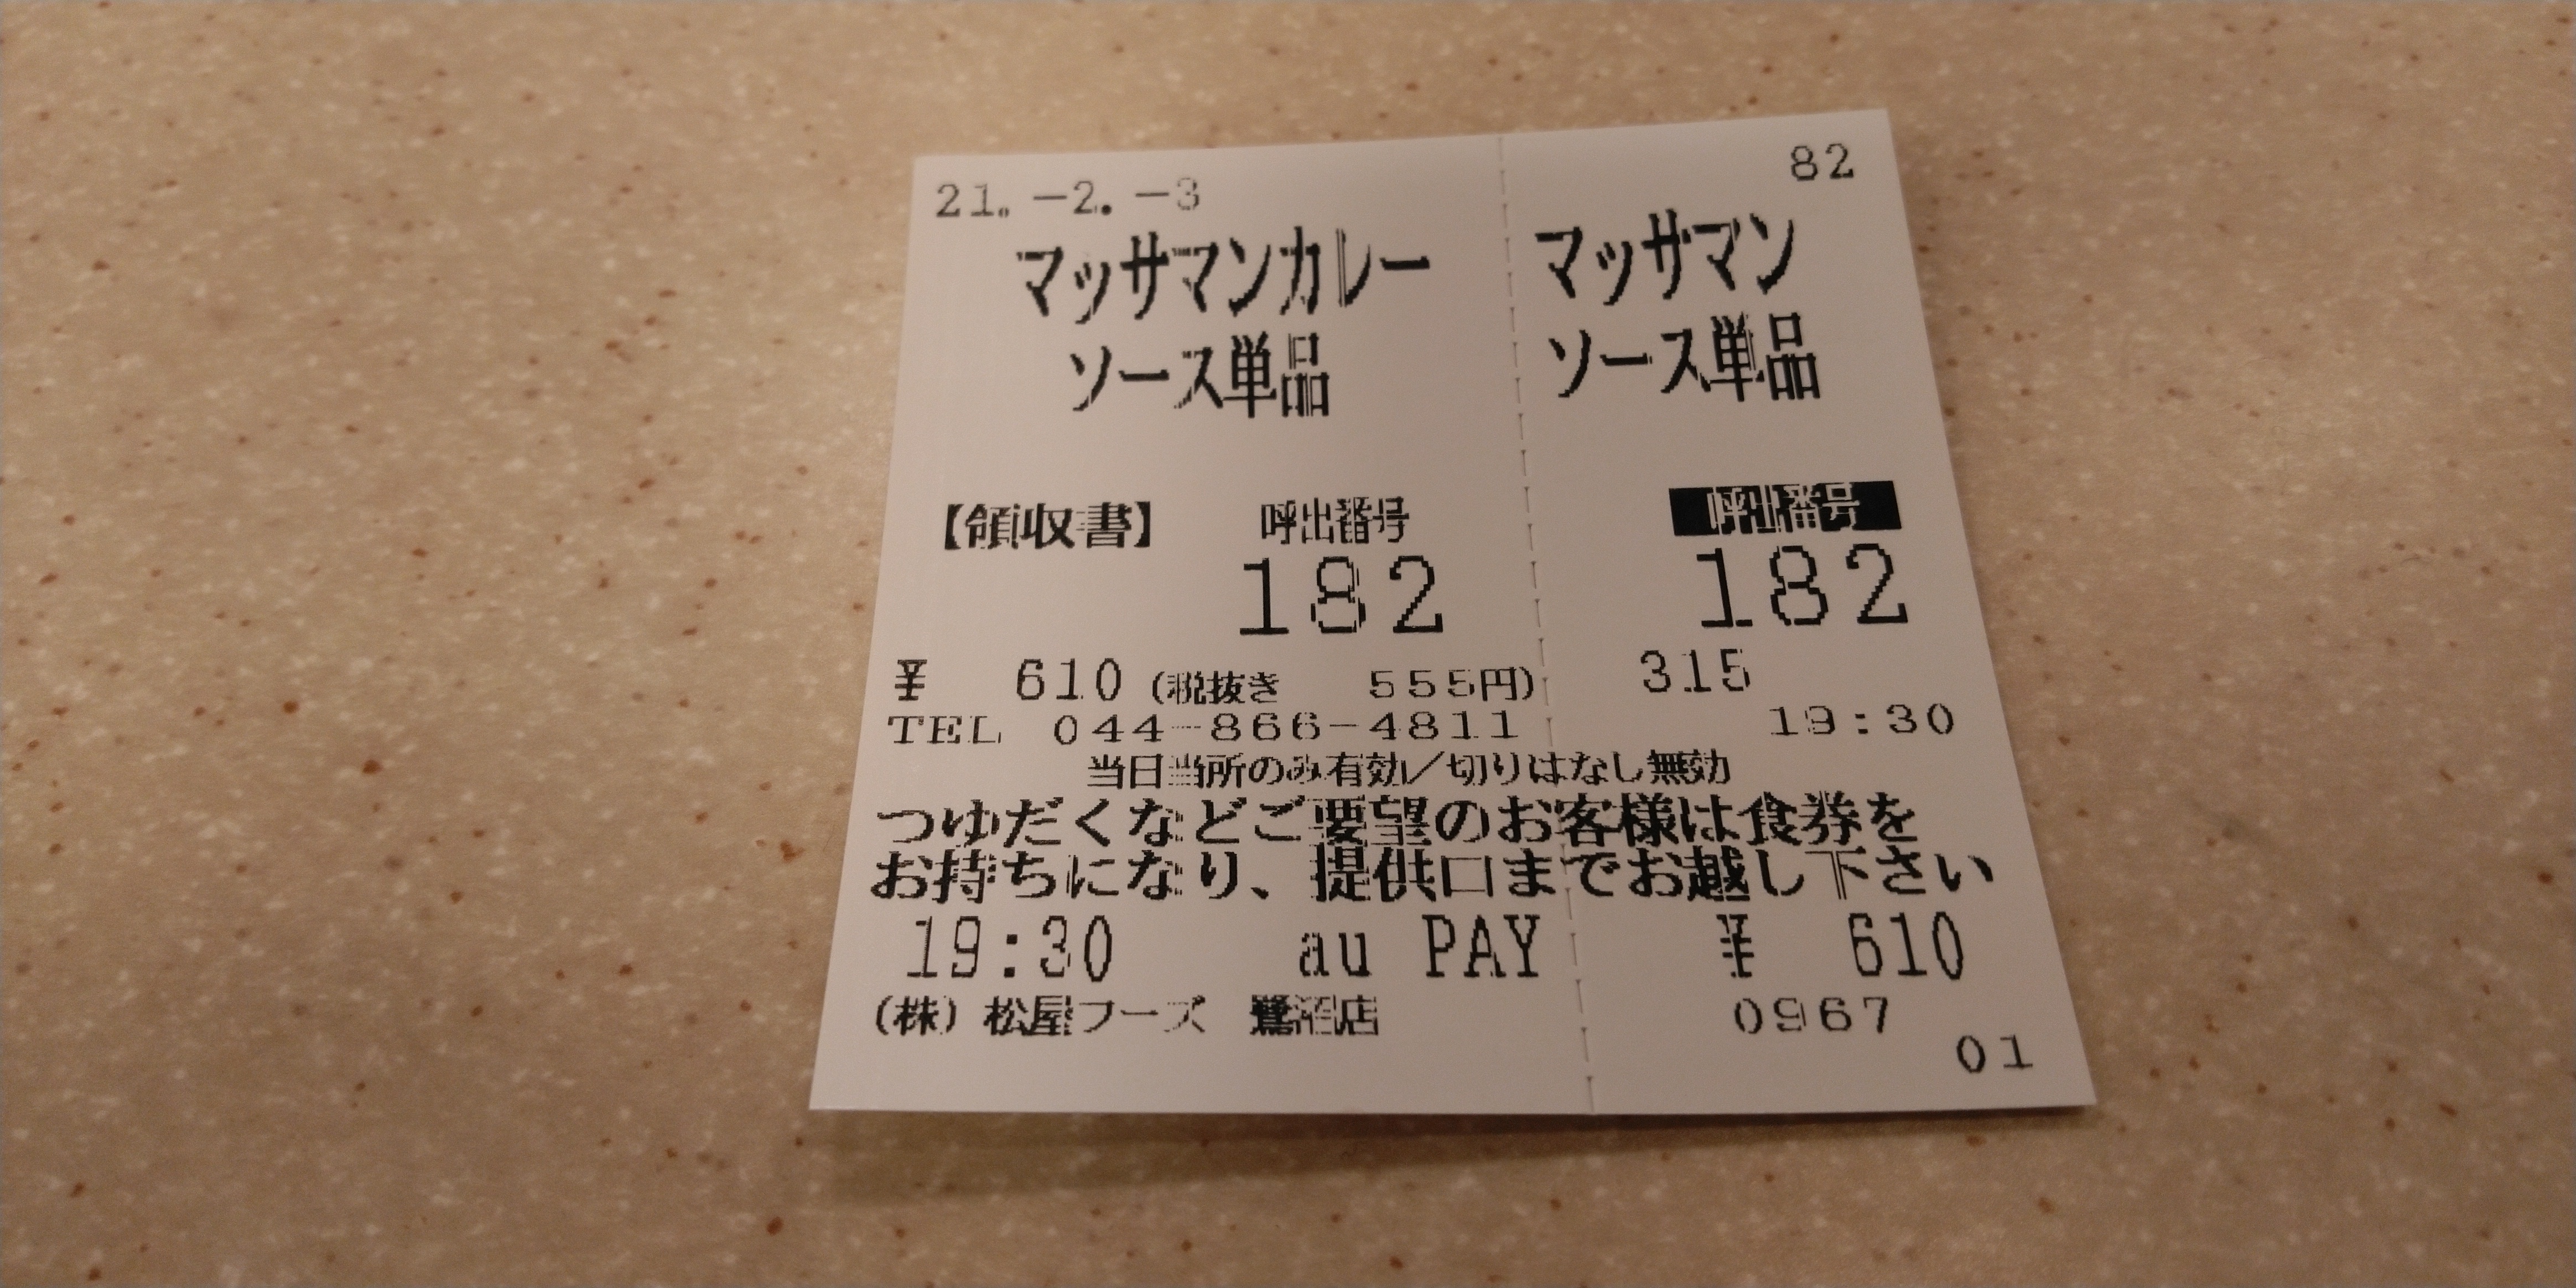 21.-2.-3
82
マッサマンカレー マッサマン
ソース単品 ソース単品
【領収書】 呼出番号 呼出番号
182 182
¥ 610 (税抜き 555円) 315
TEL 044-866-4811 19:30
当日当所のみ有効/切りはなし無効
つゆだくなどご要望のお客様は食券を
お持ちになり、提供口までお越し下さい
19:30 au PAY ¥ 610
(株) 松屋フーズ 鷺沼店 0967
01